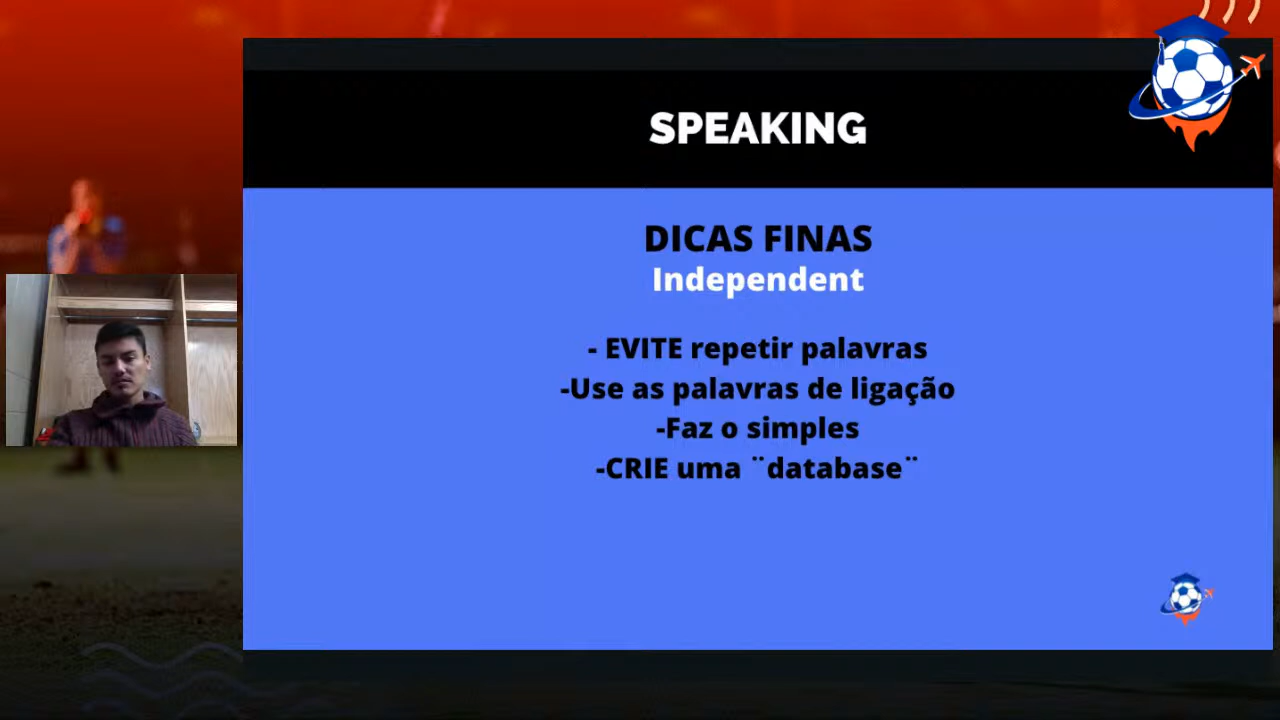 SPEAKING
DICAS FINAS
Independent
- EVITE repetir palavras
-Use as palavras de ligação
-Faz o simples
-CRIE uma ¨database¨